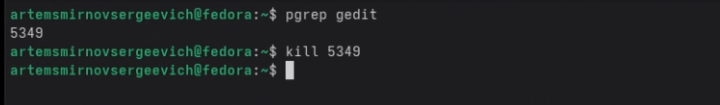 artemsmirnovsergeevich@fedora:~$ pgrep gedit
5349
artemsmirnovsergeevich@fedora:~$ kill 5349
artemsmirnovsergeevich@fedora:~$